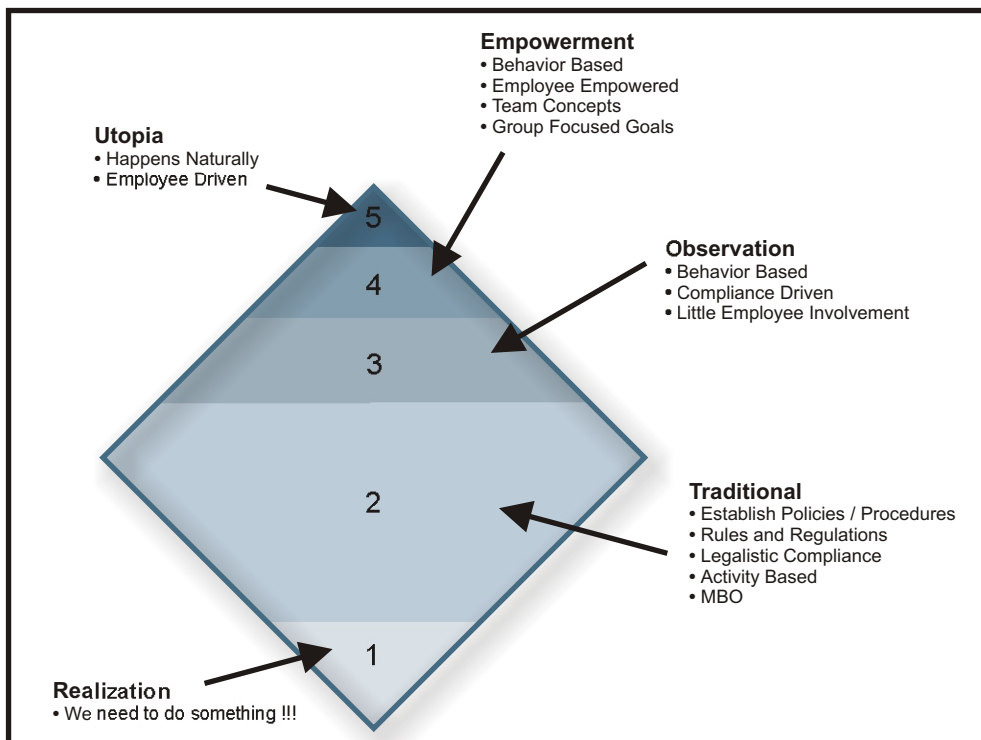 Empowerment
• Behavior Based
• Employee Empowered
• Team Concepts
• Group Focused Goals
Utopia
• Happens Naturally
• Employee Driven
5
Observation
• Behavior Based
• Compliance Driven
• Little Employee Involvement
4
3
Traditional
• Establish Policies / Procedures
• Rules and Regulations
• Legalistic Compliance
• Activity Based
• MBO
2
1
Realization
• We need to do something !!!